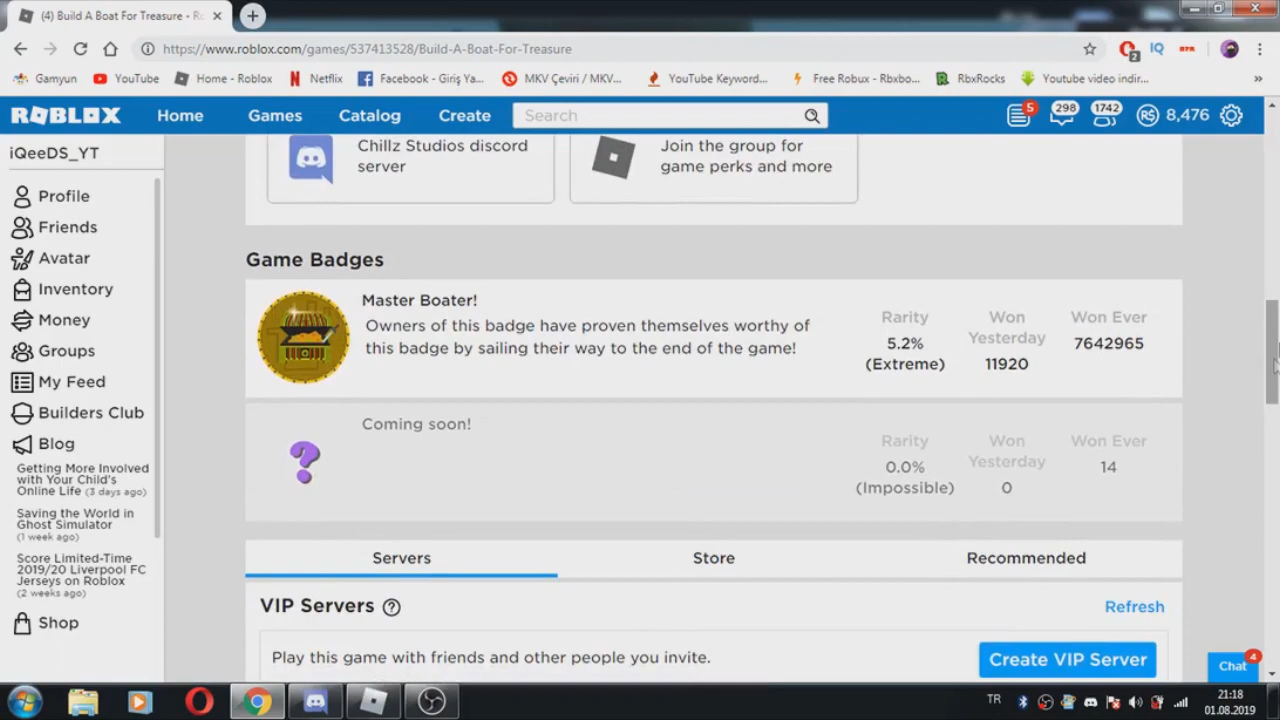 (4) Build A Boat For Treasure - Ro
https://www.roblox.com/games/537413528/Build-A-Boat-For-Treasure
2
IQ
Gamyun
YouTube
Home - Roblox
Netflix
Facebook - Giriş Ya...
MKV Çeviri / MKV...
YouTube Keyword...
Free Robux - Rbxbo...
RbxRocks
Youtube video indir...
»
ROBLOX
Home
Games
Catalog
Create
Search
5
298
1742
R$ 8,476
iQeeDS_YT
Profile
Friends
Avatar
Inventory
Money
Groups
My Feed
Builders Club
Blog
Getting More Involved
with Your Child's
Online Life (3 days ago)
Saving the World in
Ghost Simulator
(1 week ago)
Score Limited-Time
2019/20 Liverpool FC
Jerseys on Roblox
(2 weeks ago)
Shop
Chillz Studios discord
server
Join the group for
game perks and more
Game Badges
Master Boater!
Owners of this badge have proven themselves worthy of
this badge by sailing their way to the end of the game!
Rarity
5.2%
(Extreme)
Won
Yesterday
11920
Won Ever
7642965
Coming soon!
?
Rarity
0.0%
(Impossible)
Won
Yesterday
0
Won Ever
14
Servers
Store
Recommended
VIP Servers ?
Refresh
Play this game with friends and other people you invite.
Create VIP Server
Chat
4
TR
21:18
01.08.2019